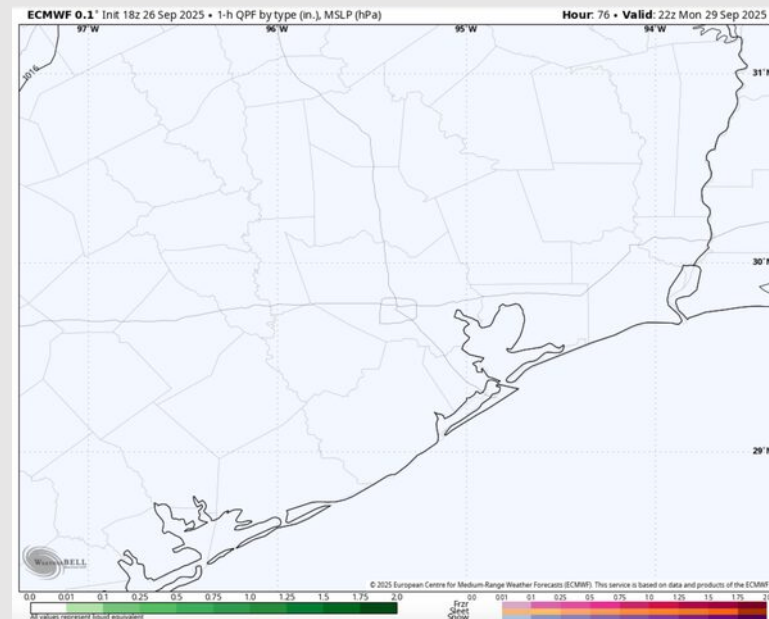 ECMWF 0.1° Init 18z 26 Sep 2025 • 1-h QPF by type (in.), MSLP (hPa) Hour: 76 • Valid: 22z Mon 29 Sep 2025
97°W 96°W 95°W 94°W
1016
31°N
30°N
29°N
WeatherBELL
© 2025 European Centre for Medium-Range Weather Forecasts (ECMWF). This service is based on data and products of the ECMWF
0.0 0.01 0.1 0.25 0.5 0.75 1.0 1.25 1.5 1.75 2.0
0.0 0.01 0.1 0.25 0.5 0.75 1.0 1.25 1.5 1.75 2.0
All values represent liquid equivalent
Frzr
Sleet
Snow